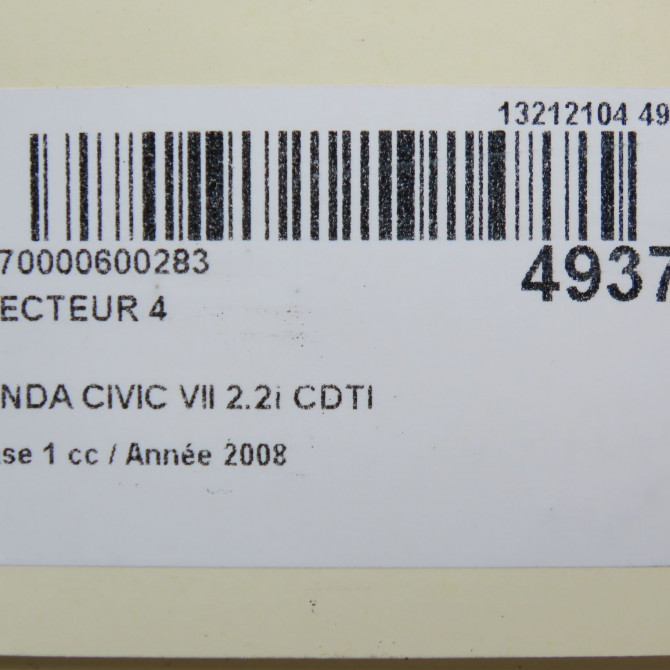 13212104 49
70000600283
4937
ECTEUR 4
NDA CIVIC VII 2.2i CDTI
se 1 cc / Année 2008